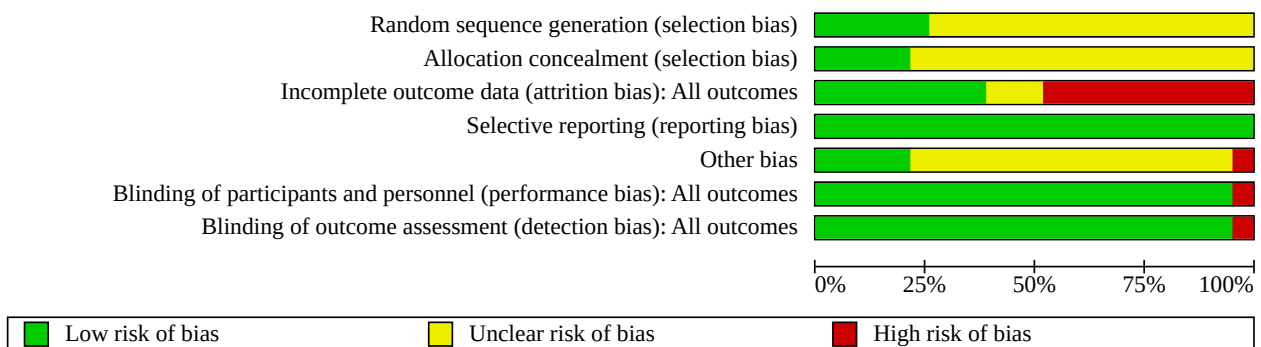 Random sequence generation (selection bias)
Allocation concealment (selection bias)
Incomplete outcome data (attrition bias): All outcomes
Selective reporting (reporting bias)
Other bias
Blinding of participants and personnel (performance bias): All outcomes
Blinding of outcome assessment (detection bias): All outcomes
0% 25% 50% 75% 100%
Low risk of bias Unclear risk of bias High risk of bias